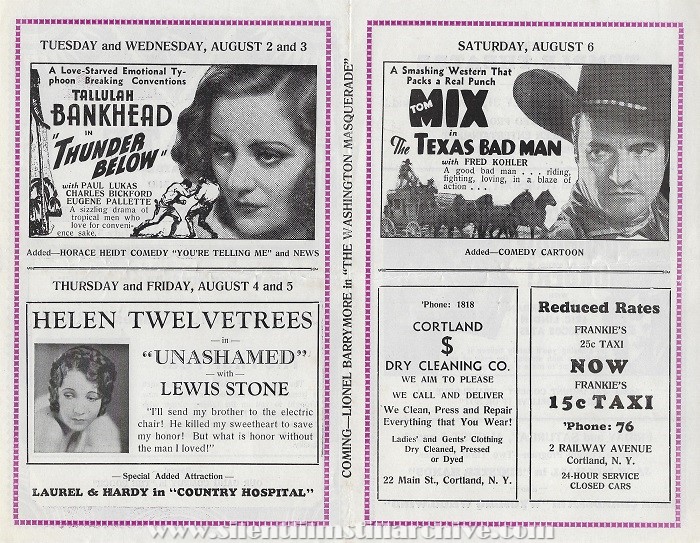 TUESDAY and WEDNESDAY, AUGUST 2 and 3
A Love-Starved Emotional Ty-
phoon Breaking Conventions
TALLULAH
BANKHEAD
IN
"THUNDER
BELOW"
with PAUL LUKAS
CHARLES BICKFORD
EUGENE PALLETTE
A sizzling drama of
tropical men who
love for conveni-
ence sake.
Added—HORACE HEIDT COMEDY "YOU'RE TELLING ME" and NEWS
THURSDAY and FRIDAY, AUGUST 4 and 5
HELEN TWELVETREES
— in —
"UNASHAMED"
— with —
LEWIS STONE
"I'll send my brother to the electric
chair! He killed my sweetheart to save
my honor! But what is honor without
the man I loved!"
— Special Added Attraction —
LAUREL & HARDY in "COUNTRY HOSPITAL"
COMING—LIONEL BARRYMORE in "THE WASHINGTON MASQUERADE"
SATURDAY, AUGUST 6
A Smashing Western That
Packs a Real Punch
TOM
MIX
in
The TEXAS BAD MAN
with FRED KOHLER
A good bad man . . . riding,
fighting, loving, in a blaze of
action . . .
Added—COMEDY CARTOON
'Phone: 1818
CORTLAND
$
DRY CLEANING CO.
WE AIM TO PLEASE
WE CALL AND DELIVER
We Clean, Press and Repair
Everything that You Wear!
Ladies' and Gents' Clothing
Dry Cleaned, Pressed
or Dyed
22 Main St., Cortland, N. Y.
Reduced Rates
FRANKIE'S
25c TAXI
NOW
FRANKIE'S
15c TAXI
'Phone: 76
2 RAILWAY AVENUE
Cortland, N. Y.
24-HOUR SERVICE
CLOSED CARS
www.silentfilmstillarchive.com